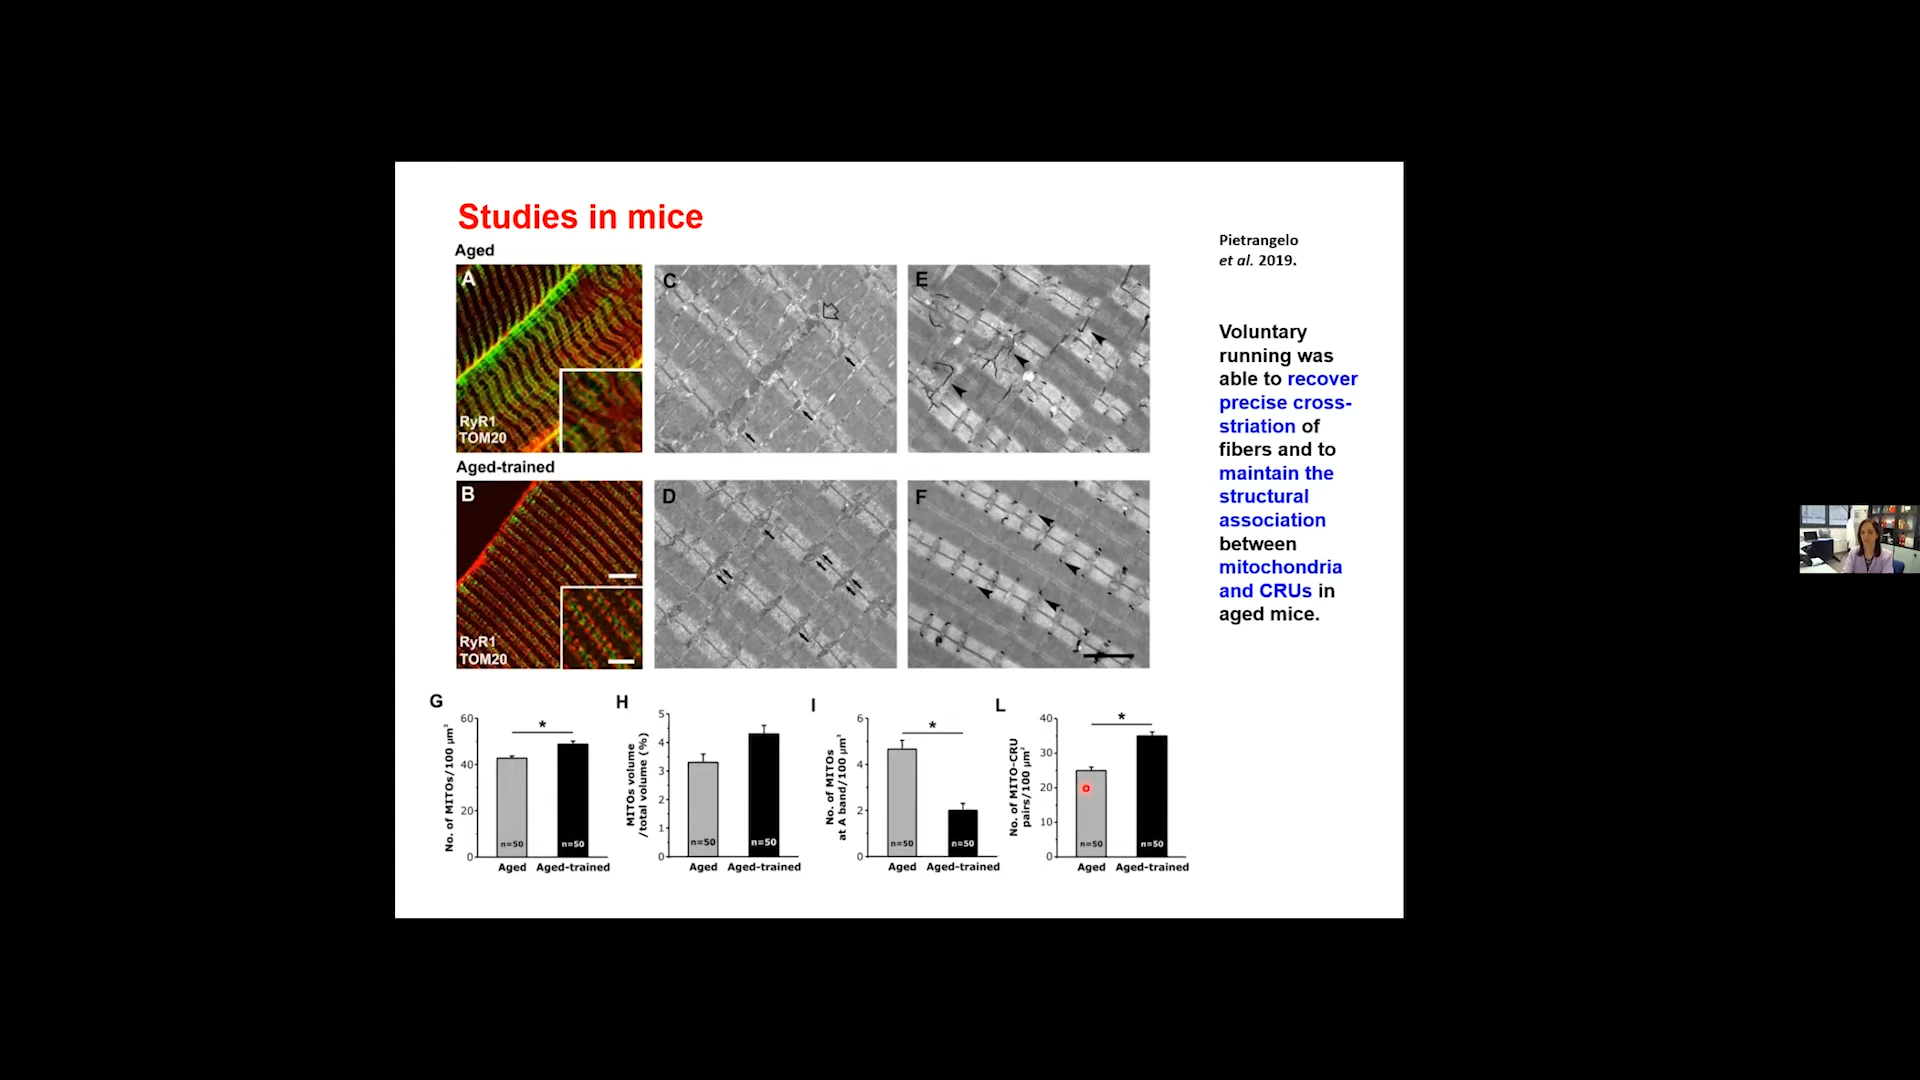 Studies in mice
Aged
A
RyR1
TOM20
C
E
Aged-trained
B
RyR1
TOM20
D
F
Pietrangelo
et al. 2019.
Voluntary
running was
able to recover
precise cross-
striation of
fibers and to
maintain the
structural
association
between
mitochondria
and CRUs in
aged mice.
G
No. of MITOs/100 µm²
60
40
20
0
*
n=50
n=50
Aged
Aged-trained
H
MITOs volume
/total volume (%)
5
4
3
2
1
0
n=50
n=50
Aged
Aged-trained
I
No. of MITOs
at A band/100 µm²
6
4
2
0
*
n=50
n=50
Aged
Aged-trained
L
No. of MITO-CRU
pairs/100 µm²
40
30
20
10
0
*
n=50
n=50
Aged
Aged-trained